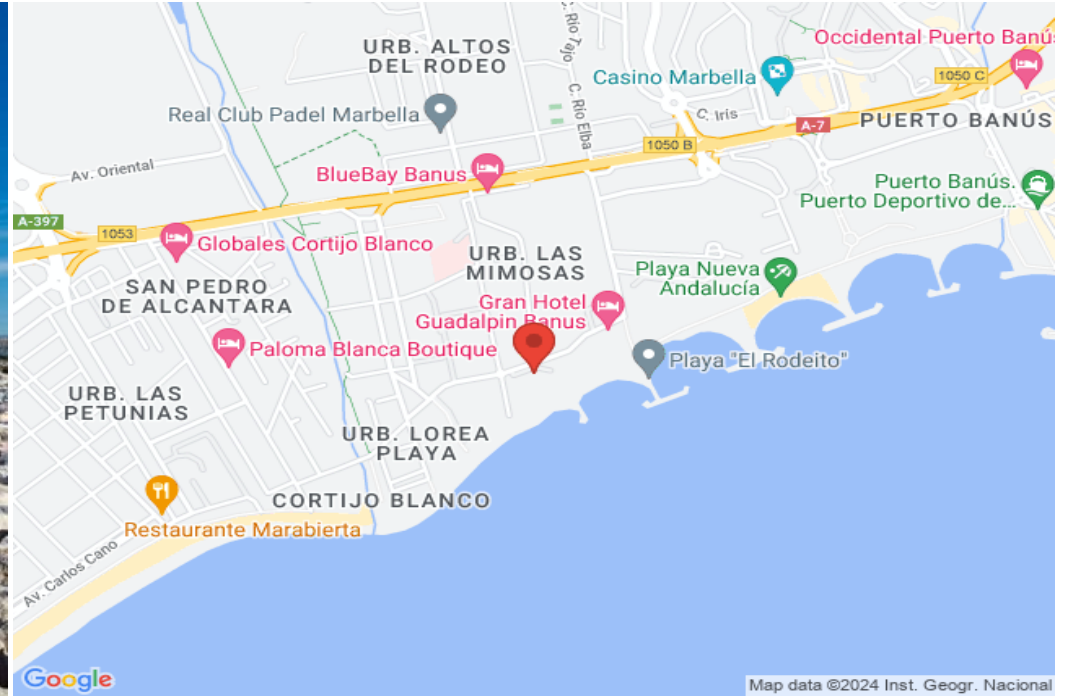 URB. ALTOS
DEL RODEO
C. Río Tajo
C. Río Elba
Occidental Puerto Banús
Casino Marbella
1050 C
Real Club Padel Marbella
C. Iris
A-7
PUERTO BANÚS
1050 B
Av. Oriental
BlueBay Banus
Puerto Banús.
Puerto Deportivo de...
A-397
1053
Globales Cortijo Blanco
URB. LAS
MIMOSAS
SAN PEDRO
DE ALCANTARA
Playa Nueva
Andalucía
Gran Hotel
Guadalpin Banus
Paloma Blanca Boutique
Playa "El Rodeito"
URB. LAS
PETUNIAS
URB. LOREA
PLAYA
CORTIJO BLANCO
Restaurante Marabierta
Av. Carlos Cano
Google
Map data ©2024 Inst. Geogr. Nacional